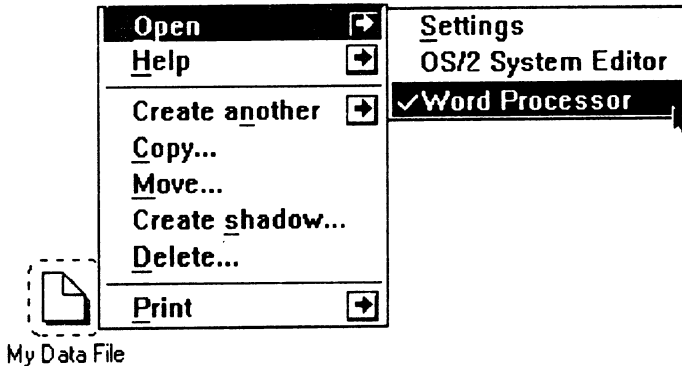 Open
Help
Create another
Copy...
Move...
Create shadow...
Delete...
Print
Settings
OS/2 System Editor
✓Word Processor
My Data File